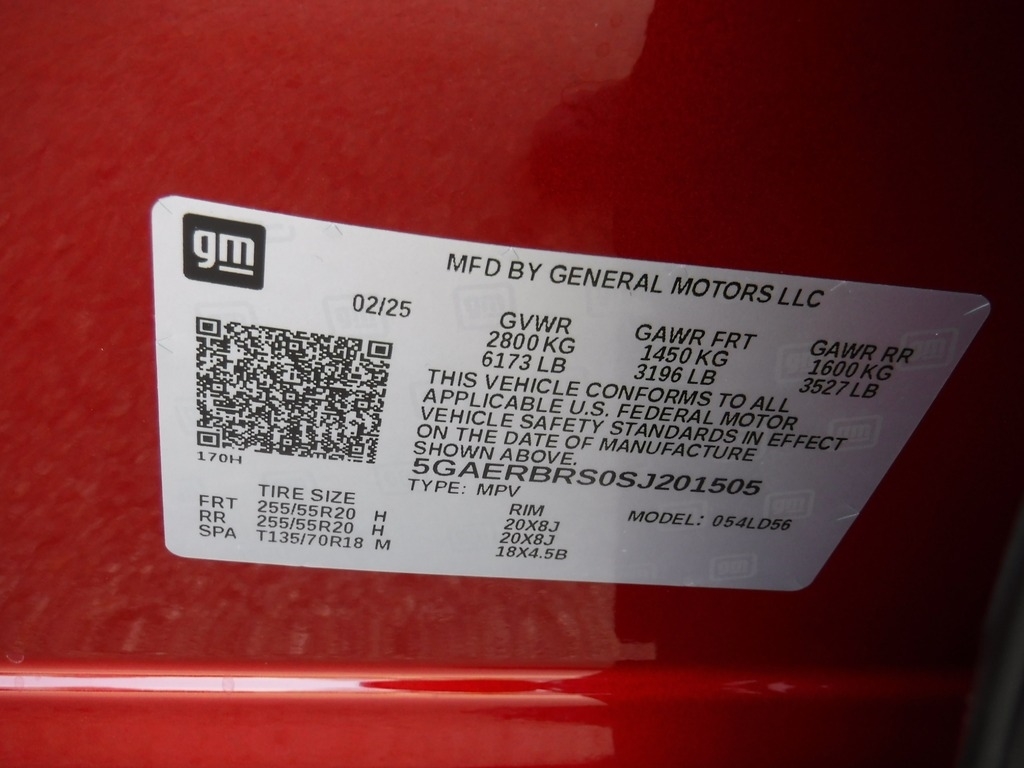 gm
MFD BY GENERAL MOTORS LLC
02/25
GVWR GAWR FRT GAWR RR
2800 KG 1450 KG 1600 KG
6173 LB 3196 LB 3527 LB
THIS VEHICLE CONFORMS TO ALL
APPLICABLE U.S. FEDERAL MOTOR
VEHICLE SAFETY STANDARDS IN EFFECT
ON THE DATE OF MANUFACTURE
SHOWN ABOVE.
170H
5GAERBRS0SJ201505
TYPE: MPV
TIRE SIZE RIM MODEL: 054LD56
FRT 255/55R20 H 20X8J
RR 255/55R20 H 20X8J
SPA T135/70R18 M 18X4.5B